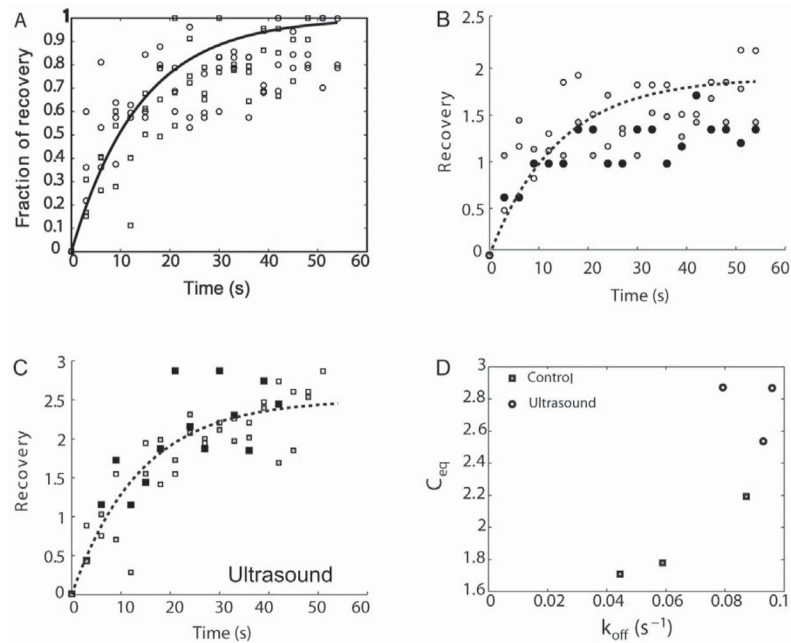 A
Fraction of recovery
1
0.9
0.8
0.7
0.6
0.5
0.4
0.3
0.2
0.1
0
0 10 20 30 40 50 60
Time (s)
B
Recovery
2.5
2
1.5
1
0.5
0
0 10 20 30 40 50 60
Time (s)
C
Recovery
3
2.5
2
1.5
1
0.5
0
Ultrasound
0 10 20 30 40 50 60
Time (s)
D
C_eq
3
2.8
2.6
2.4
2.2
2
1.8
1.6
Control
Ultrasound
0 0.02 0.04 0.06 0.08 0.1
k_off (s⁻¹)